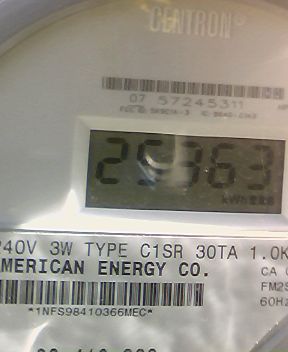 CENTRON®
07 57245311
25363
kWh
240V 3W TYPE C1SR 30TA 1.0K
AMERICAN ENERGY CO.
CA
FM2S
60Hz
*1NFS98410366MEC*